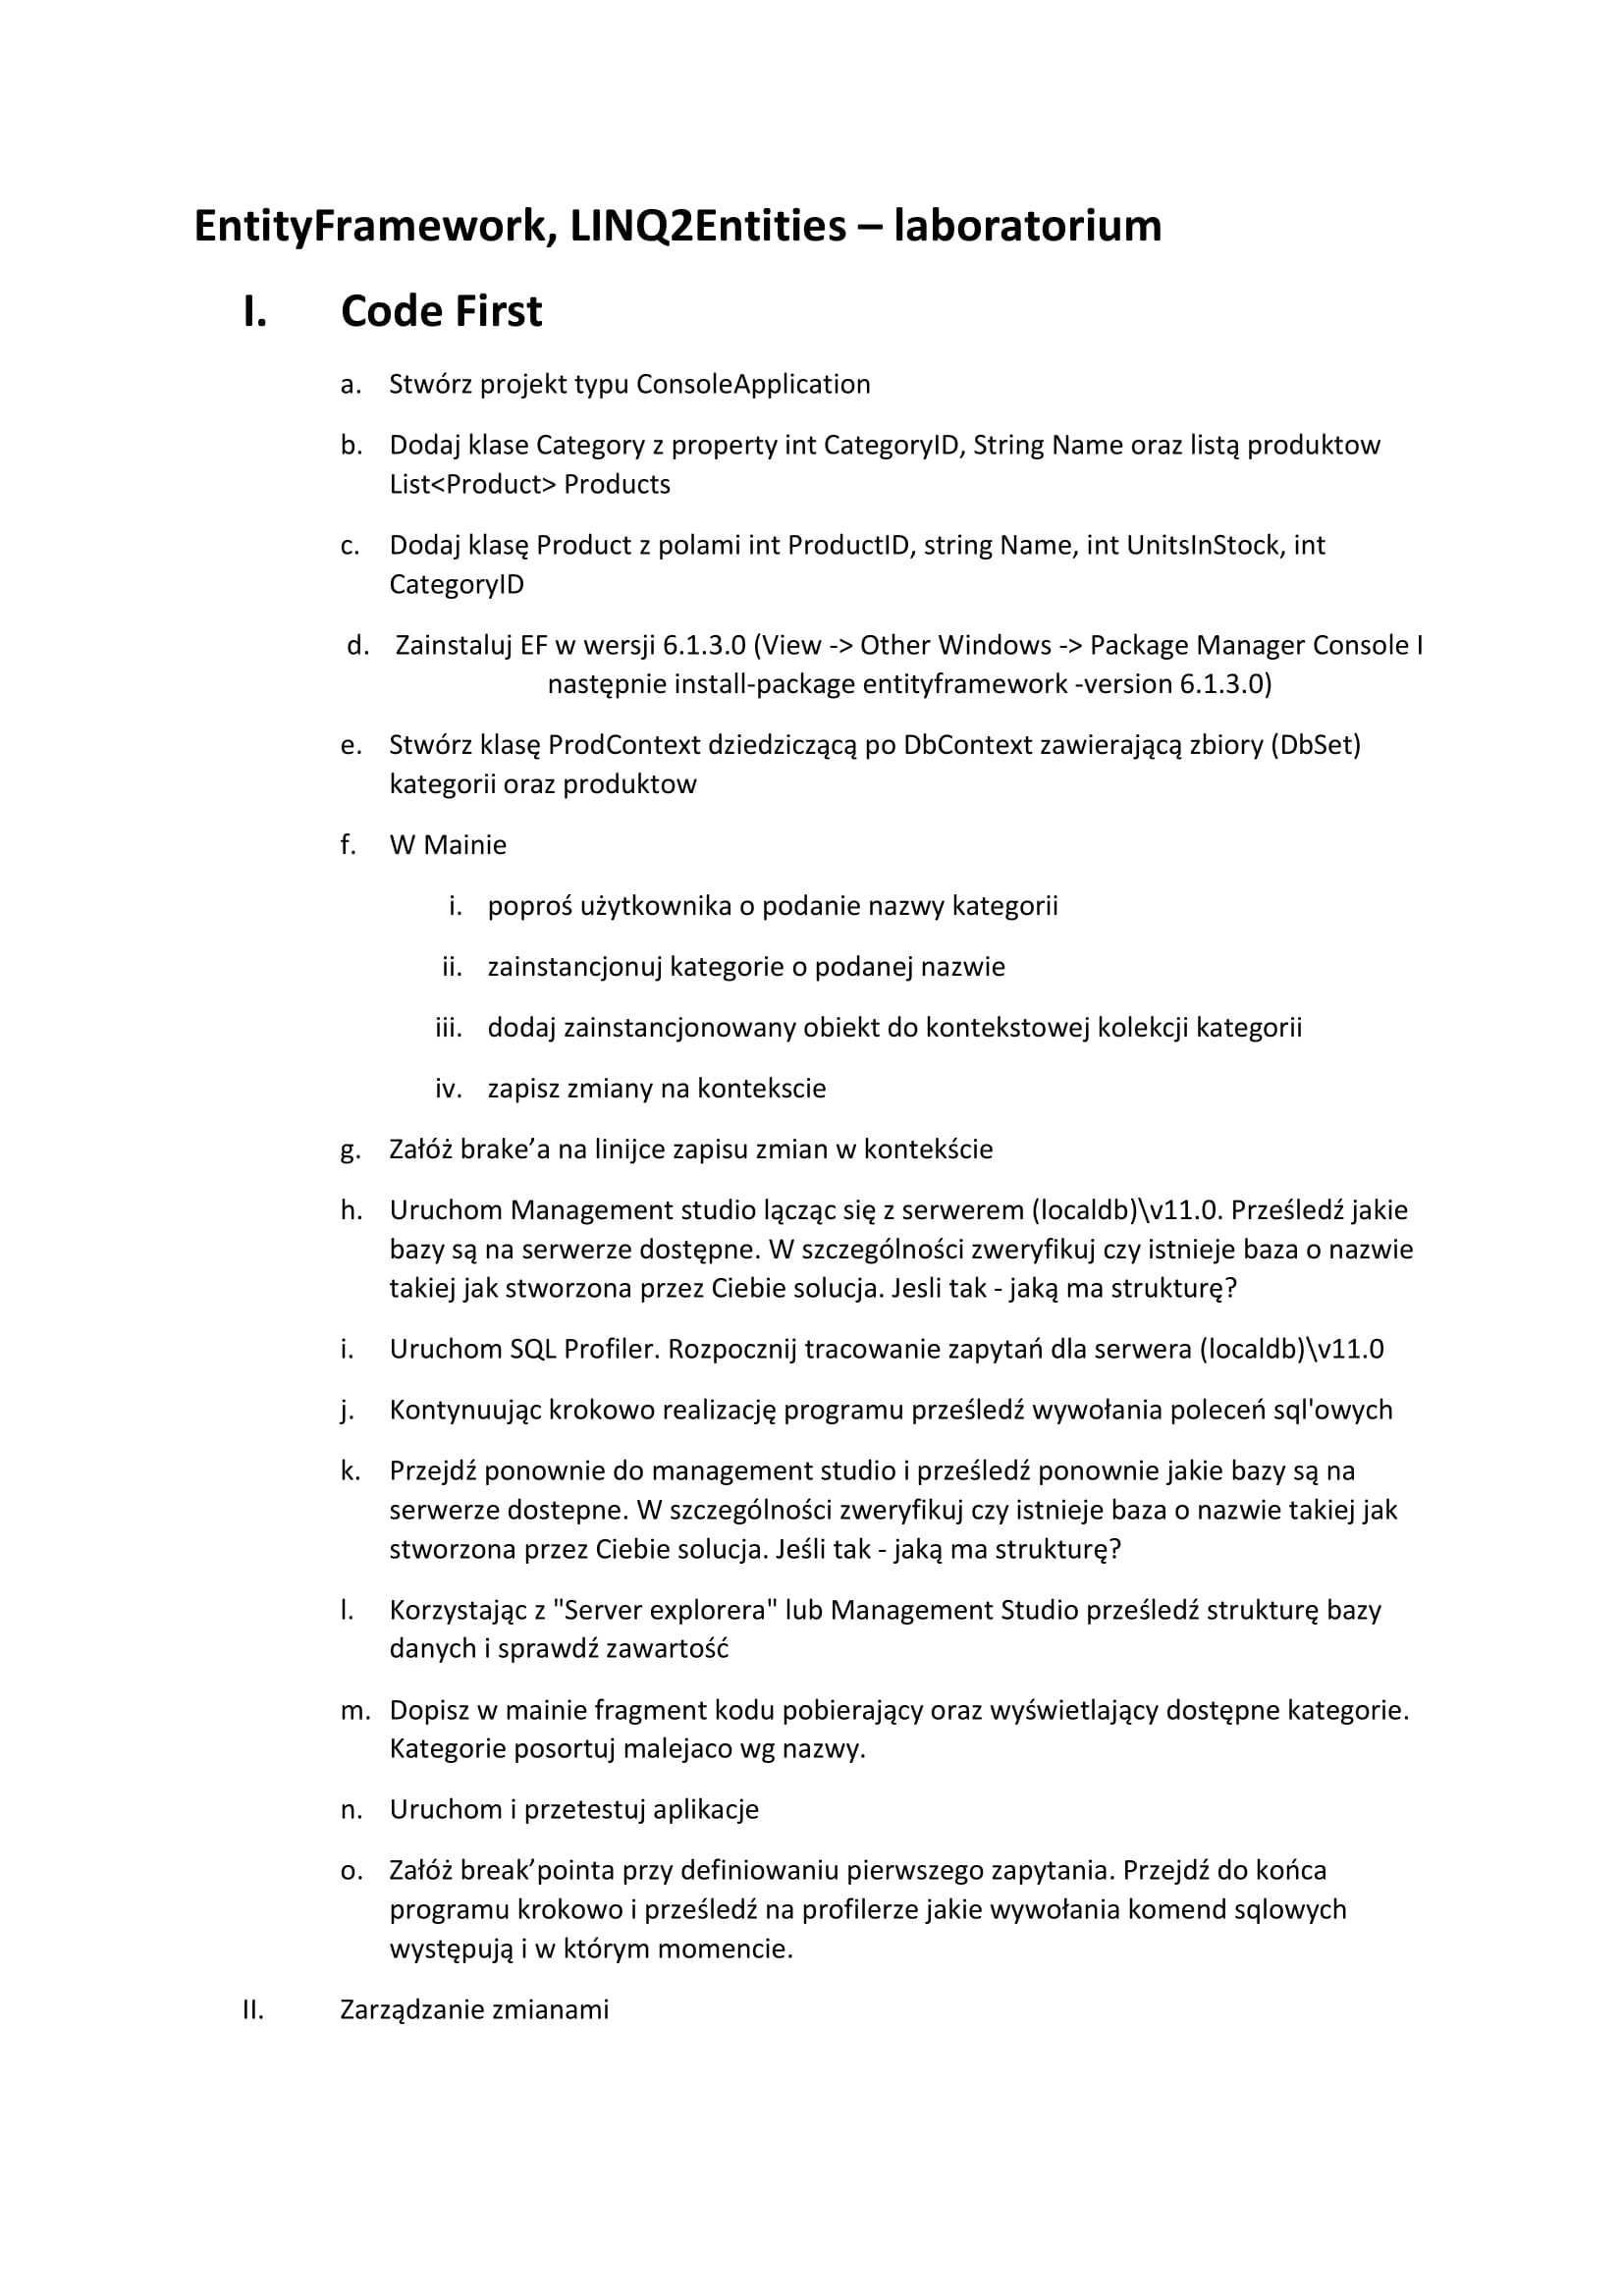 EntityFramework, LINQ2Entities – laboratorium
I. Code First
a. Stwórz projekt typu ConsoleApplication
b. Dodaj klase Category z property int CategoryID, String Name oraz listą produktow
List<Product> Products
c. Dodaj klasę Product z polami int ProductID, string Name, int UnitsInStock, int
CategoryID
d. Zainstaluj EF w wersji 6.1.3.0 (View -> Other Windows -> Package Manager Console I
następnie install-package entityframework -version 6.1.3.0)
e. Stwórz klasę ProdContext dziedziczącą po DbContext zawierającą zbiory (DbSet)
kategorii oraz produktow
f. W Mainie
i. poproś użytkownika o podanie nazwy kategorii
ii. zainstancjonuj kategorie o podanej nazwie
iii. dodaj zainstancjonowany obiekt do kontekstowej kolekcji kategorii
iv. zapisz zmiany na kontekscie
g. Załóż brake’a na linijce zapisu zmian w kontekście
h. Uruchom Management studio lącząc się z serwerem (localdb)\v11.0. Prześledź jakie
bazy są na serwerze dostępne. W szczególności zweryfikuj czy istnieje baza o nazwie
takiej jak stworzona przez Ciebie solucja. Jesli tak - jaką ma strukturę?
i. Uruchom SQL Profiler. Rozpocznij tracowanie zapytań dla serwera (localdb)\v11.0
j. Kontynuując krokowo realizację programu prześledź wywołania poleceń sql'owych
k. Przejdź ponownie do management studio i prześledź ponownie jakie bazy są na
serwerze dostepne. W szczególności zweryfikuj czy istnieje baza o nazwie takiej jak
stworzona przez Ciebie solucja. Jeśli tak - jaką ma strukturę?
l. Korzystając z "Server explorera" lub Management Studio prześledź strukturę bazy
danych i sprawdź zawartość
m. Dopisz w mainie fragment kodu pobierający oraz wyświetlający dostępne kategorie.
Kategorie posortuj malejaco wg nazwy.
n. Uruchom i przetestuj aplikacje
o. Załóż break’pointa przy definiowaniu pierwszego zapytania. Przejdź do końca
programu krokowo i prześledź na profilerze jakie wywołania komend sqlowych
występują i w którym momencie.
II. Zarządzanie zmianami